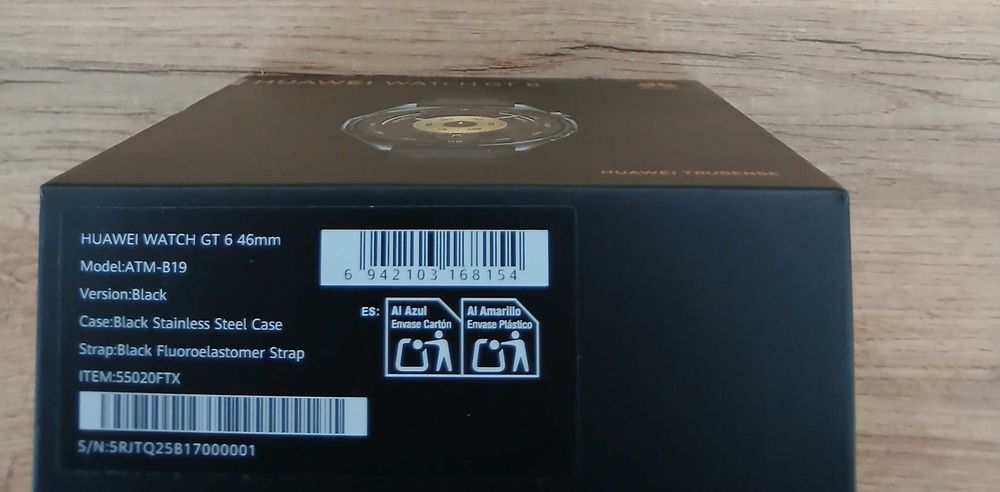 HUAWEI WATCH GT 6
HUAWEI TRUSENSE
HUAWEI WATCH GT 6 46mm
Model:ATM-B19
Version:Black
Case:Black Stainless Steel Case
Strap:Black Fluoroelastomer Strap
ITEM:55020FTX
S/N:5RJTQ25B17000001
6 942103 168154
ES:
Al Azul
Envase Cartón
Al Amarillo
Envase Plástico